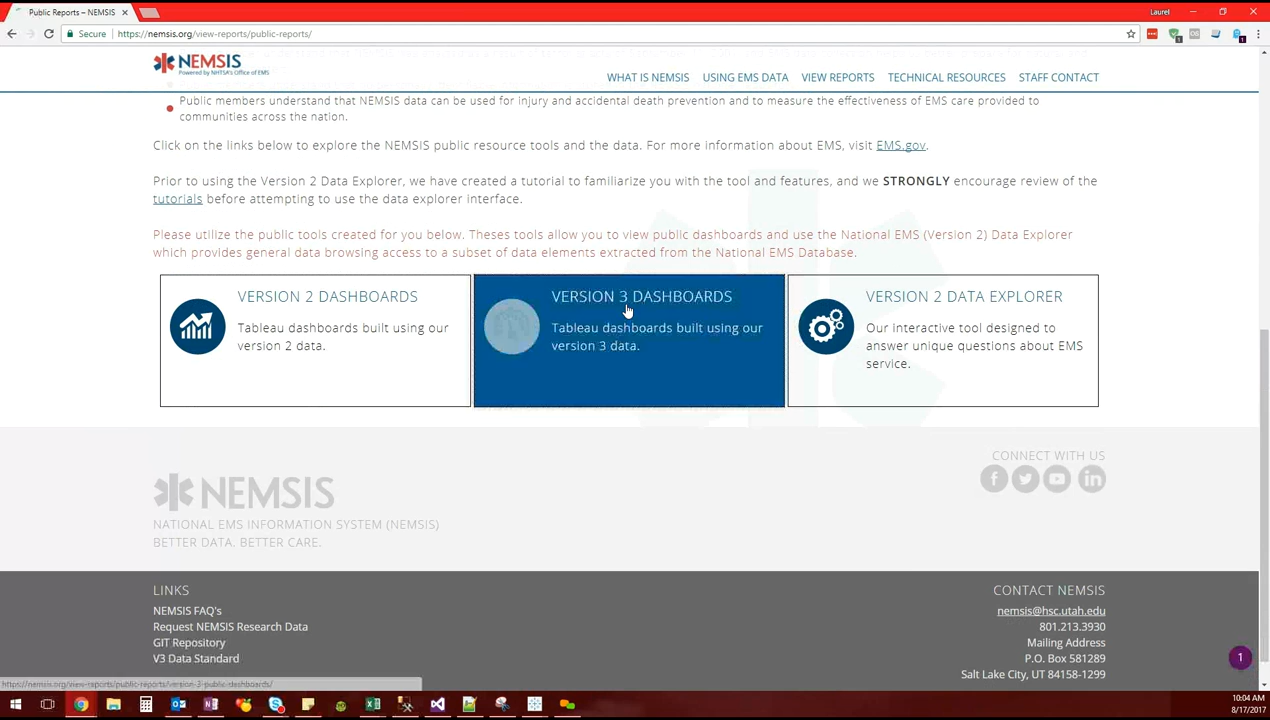 Public Reports – NEMSIS
Laurel
Secure
https://nemsis.org/view-reports/public-reports/
NEMSIS
Powered by NHTSA's Office of EMS
WHAT IS NEMSIS
USING EMS DATA
VIEW REPORTS
TECHNICAL RESOURCES
STAFF CONTACT
Public members understand that NEMSIS data can be used for injury and accidental death prevention and to measure the effectiveness of EMS care provided to
communities across the nation.
Click on the links below to explore the NEMSIS public resource tools and the data. For more information about EMS, visit EMS.gov.
Prior to using the Version 2 Data Explorer, we have created a tutorial to familiarize you with the tool and features, and we STRONGLY encourage review of the
tutorials before attempting to use the data explorer interface.
Please utilize the public tools created for you below. Theses tools allow you to view public dashboards and use the National EMS (Version 2) Data Explorer
which provides general data browsing access to a subset of data elements extracted from the National EMS Database.
VERSION 2 DASHBOARDS
Tableau dashboards built using our
version 2 data.
VERSION 3 DASHBOARDS
Tableau dashboards built using our
version 3 data.
VERSION 2 DATA EXPLORER
Our interactive tool designed to
answer unique questions about EMS
service.
NEMSIS
NATIONAL EMS INFORMATION SYSTEM (NEMSIS)
BETTER DATA. BETTER CARE.
CONNECT WITH US
LINKS
NEMSIS FAQ's
Request NEMSIS Research Data
GIT Repository
V3 Data Standard
CONTACT NEMSIS
nemsis@hsc.utah.edu
801.213.3930
Mailing Address
P.O. Box 581289
Salt Lake City, UT 84158-1299
1
https://nemsis.org/view-reports/public-reports/version-3-public-dashboards/
10:04 AM
8/17/2017